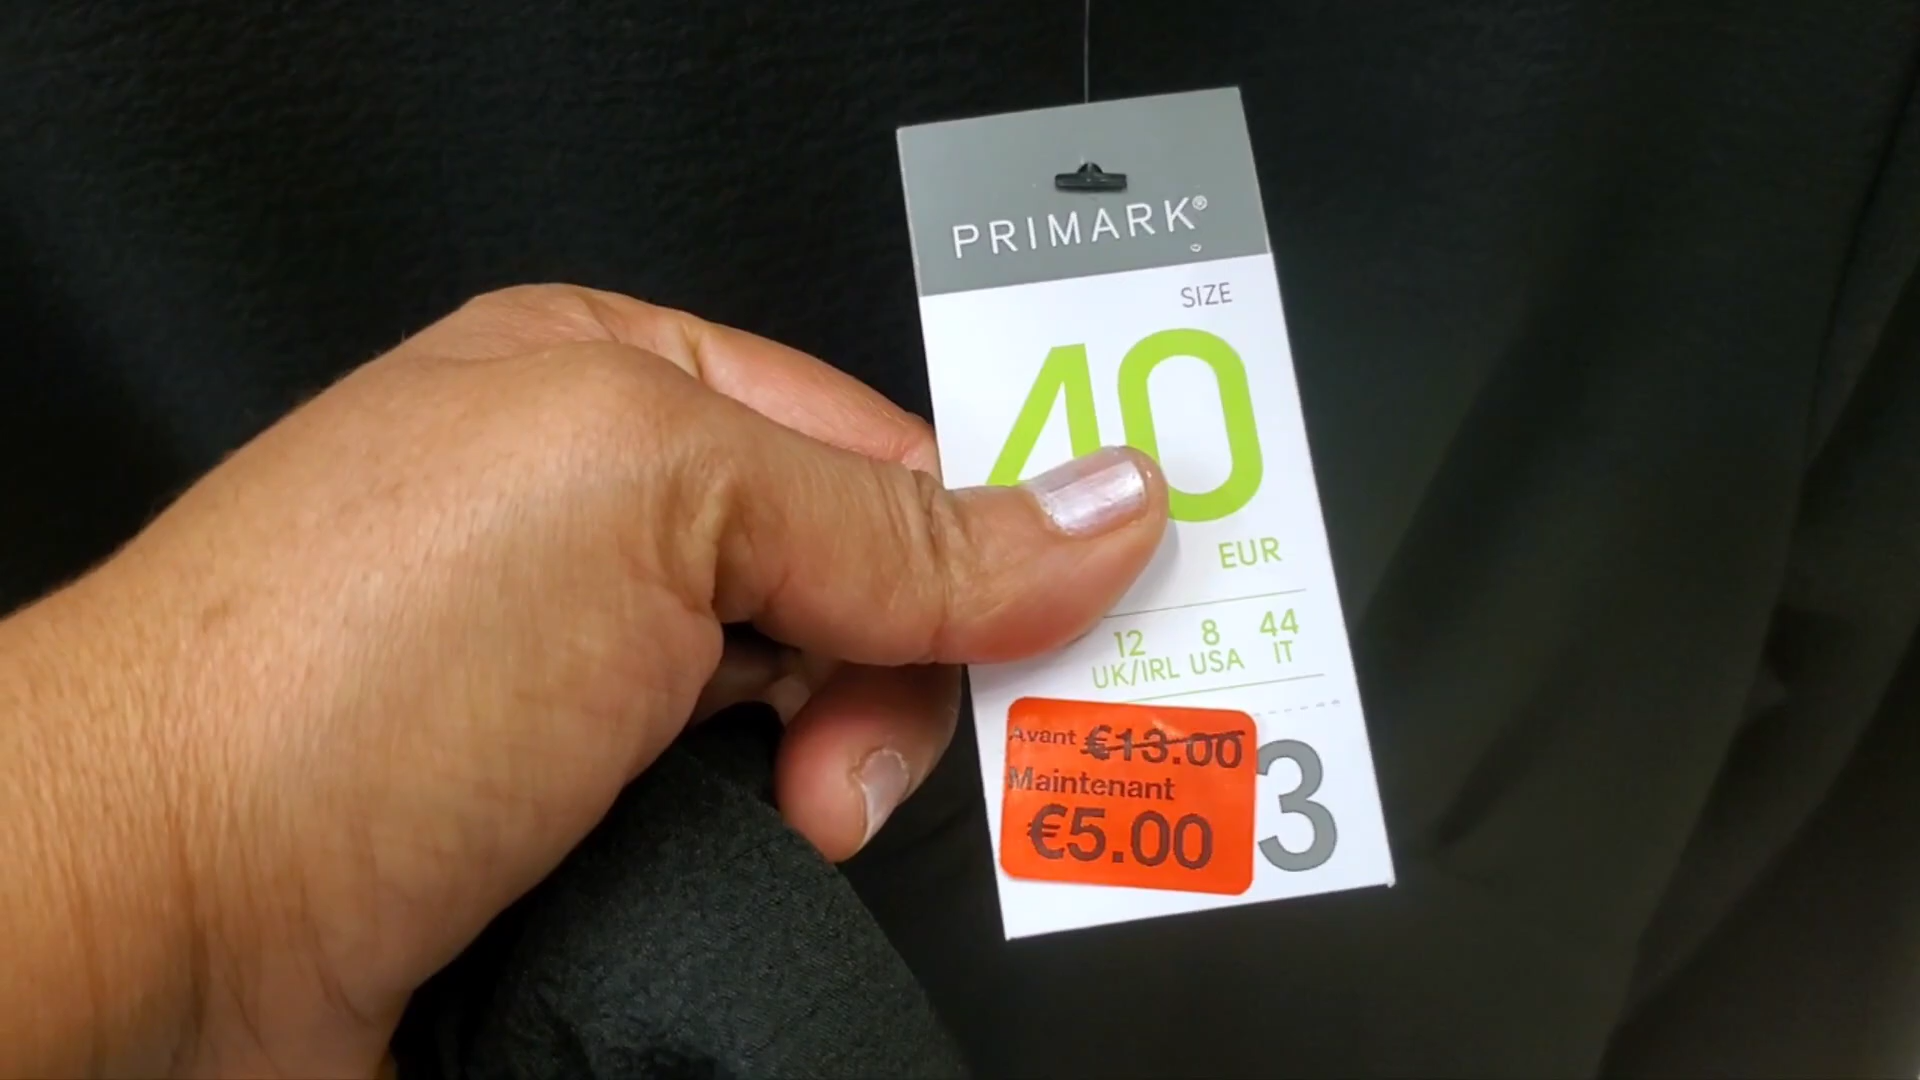 PRIMARK®
SIZE
40
EUR
12 8 44
UK/IRL USA IT
Avant €13.00
Maintenant
€5.00
3